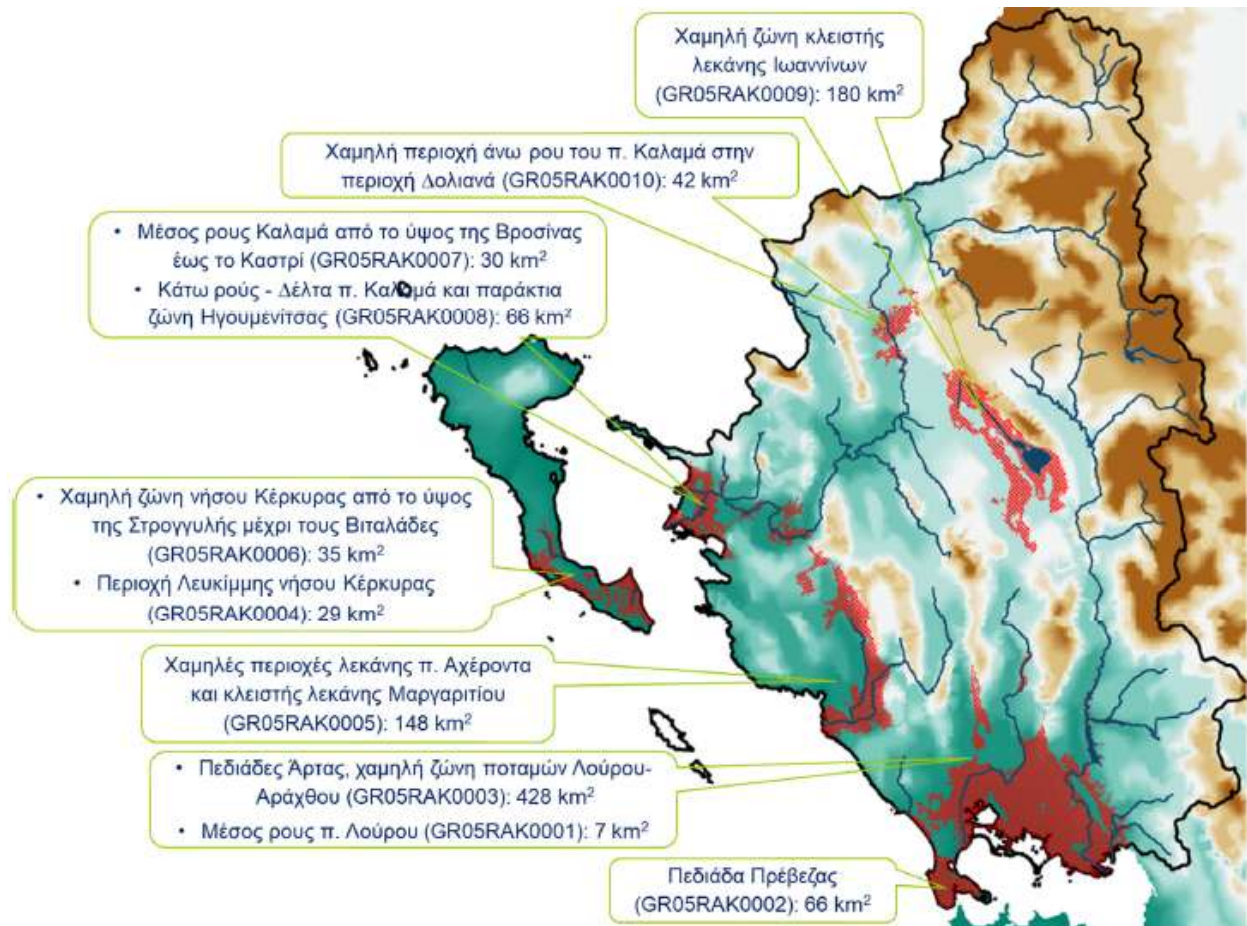 Χαμηλή ζώνη κλειστής
λεκάνης Ιωαννίνων
(GR05RAK0009): 180 km²
Χαμηλή περιοχή άνω ρου του π. Καλαμά στην
περιοχή Δολιανά (GR05RAK0010): 42 km²
• Μέσος ρους Καλαμά από το ύψος της Βροσίνας
έως το Καστρί (GR05RAK0007): 30 km²
• Κάτω ρούς - Δέλτα π. Καλαμά και παράκτια
ζώνη Ηγουμενίτσας (GR05RAK0008): 66 km²
• Χαμηλή ζώνη νήσου Κέρκυρας από το ύψος
της Στρογγυλής μέχρι τους Βιταλάδες
(GR05RAK0006): 35 km²
• Περιοχή Λευκίμμης νήσου Κέρκυρας
(GR05RAK0004): 29 km²
Χαμηλές περιοχές λεκάνης π. Αχέροντα
και κλειστής λεκάνης Μαργαριτίου
(GR05RAK0005): 148 km²
• Πεδιάδες Άρτας, χαμηλή ζώνη ποταμών Λούρου-
Αράχθου (GR05RAK0003): 428 km²
• Μέσος ρους π. Λούρου (GR05RAK0001): 7 km²
Πεδιάδα Πρέβεζας
(GR05RAK0002): 66 km²